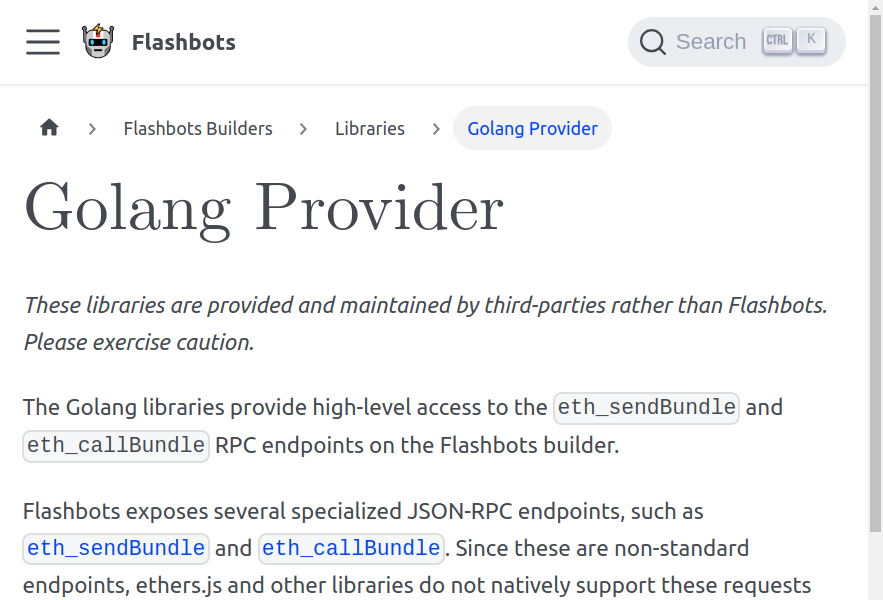 Flashbots
Search CTRL K
Flashbots Builders > Libraries > Golang Provider
Golang Provider
These libraries are provided and maintained by third-parties rather than Flashbots.
Please exercise caution.
The Golang libraries provide high-level access to the eth_sendBundle and
eth_callBundle RPC endpoints on the Flashbots builder.
Flashbots exposes several specialized JSON-RPC endpoints, such as
eth_sendBundle and eth_callBundle. Since these are non-standard
endpoints, ethers.js and other libraries do not natively support these requests